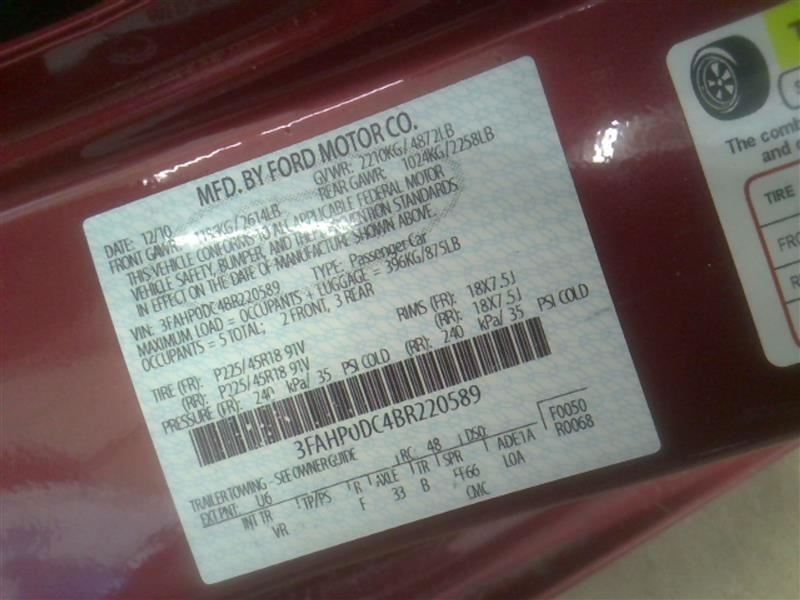 MFD. BY FORD MOTOR CO.
DATE: 12/10 GVWR: 2210KG/4872LB
FRONT GAWR: 1183KG/2614LB REAR GAWR: 1024KG/2258LB
THIS VEHICLE CONFORMS TO ALL APPLICABLE FEDERAL MOTOR
VEHICLE SAFETY, BUMPER, AND THEFT PREVENTION STANDARDS
IN EFFECT ON THE DATE OF MANUFACTURE SHOWN ABOVE.
VIN: 3FAHP0DC4BR220589 TYPE: Passenger Car
MAXIMUM LOAD = OCCUPANTS + LUGGAGE = 396KG/875LB
OCCUPANTS = 5 TOTAL; 2 FRONT, 3 REAR
TIRE (FR): P225/45R18 91V RIMS (FR): 18X7.5J
(RR): P225/45R18 91V (RR): 18X7.5J
PRESSURE (FR): 240 kPa/ 35 PSI COLD (RR): 240 kPa/ 35 PSI COLD
3FAHP0DC4BR220589
TRAILER TOWING - SEE OWNER GUIDE
F0050
R0068
EXT PNT: U6 RC: 48 DSO:
INT TR TP/PS R AXLE TR SPR ADE1A
VR F 33 B FF66 LOA
CMC
The comb
and c
TIRE